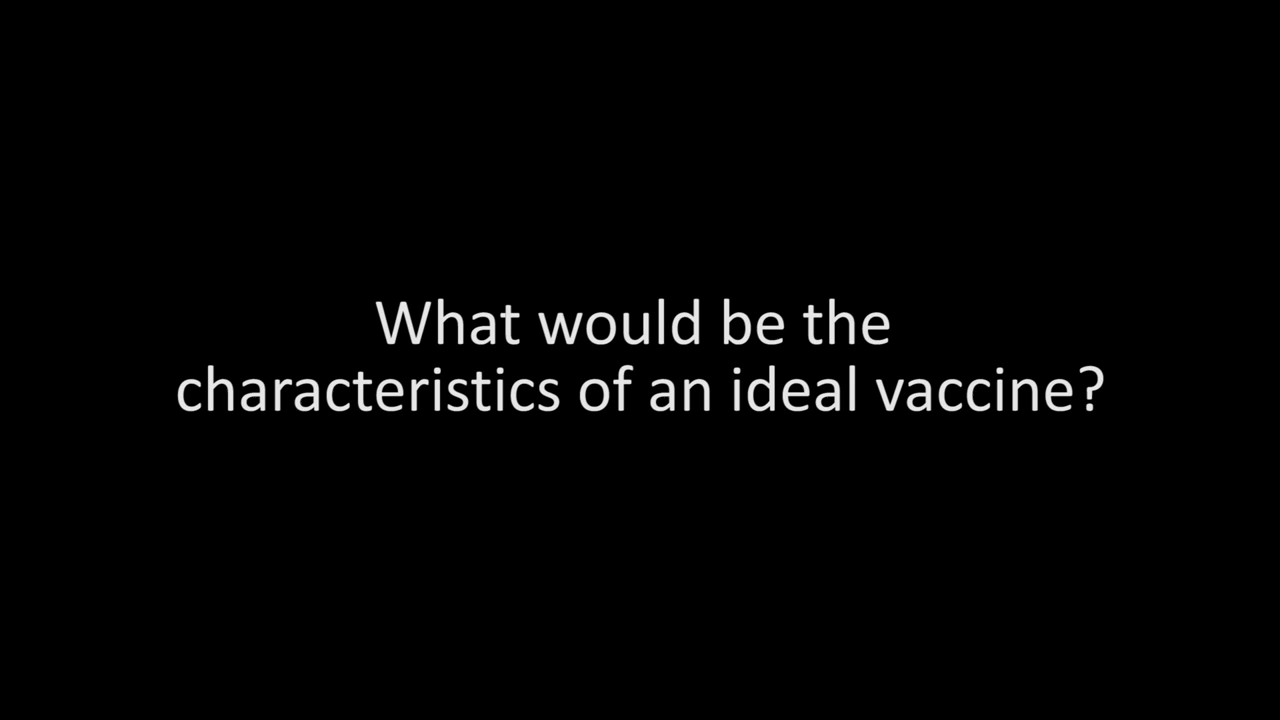 What would be the
characteristics of an ideal vaccine?